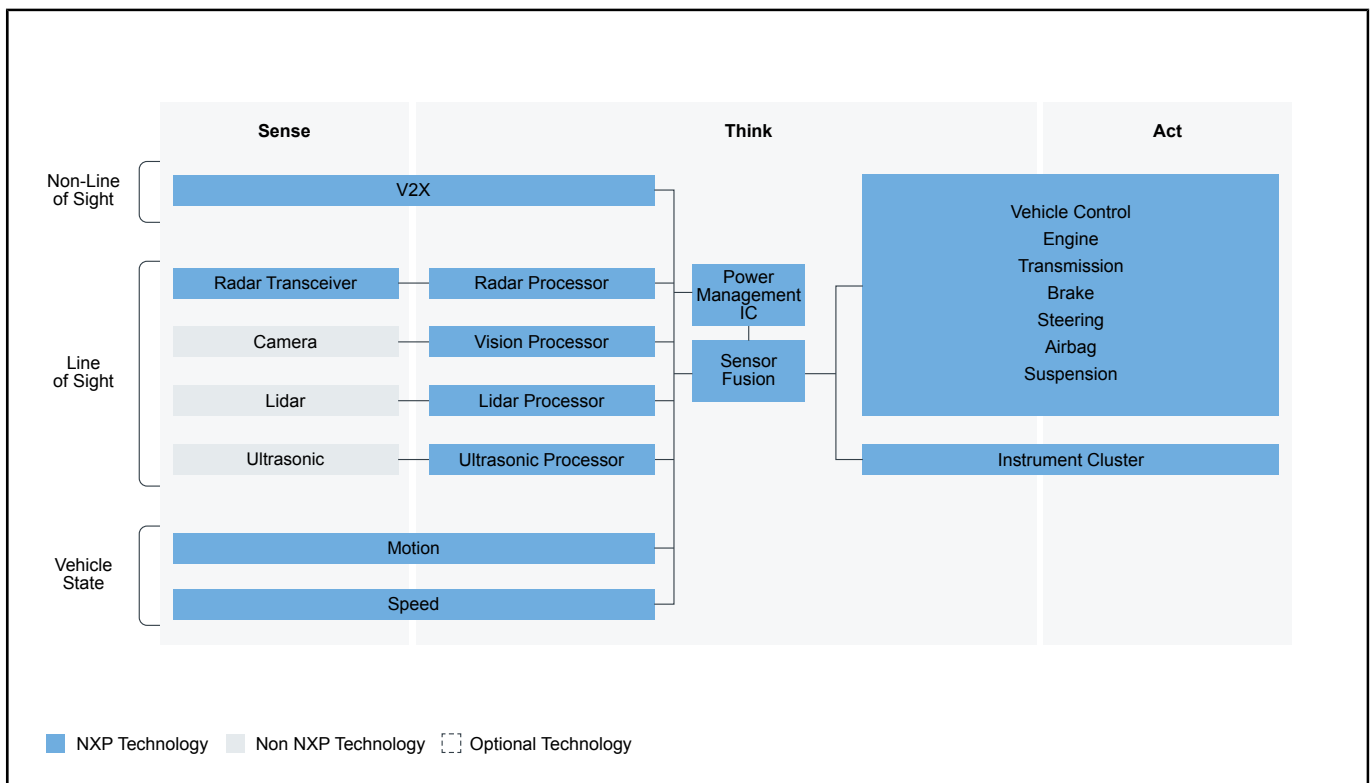 Sense
Think
Act
Non-Line
of Sight
V2X
Line
of Sight
Radar Transceiver
Radar Processor
Camera
Vision Processor
Lidar
Lidar Processor
Ultrasonic
Ultrasonic Processor
Vehicle
State
Motion
Speed
Power
Management
IC
Sensor
Fusion
Vehicle Control
Engine
Transmission
Brake
Steering
Airbag
Suspension
Instrument Cluster
NXP Technology
Non NXP Technology
Optional Technology